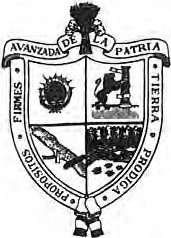 AVANZADA DE LA PATRIA
TIERRA PRODIGA
PROPOSITOS FIRMES